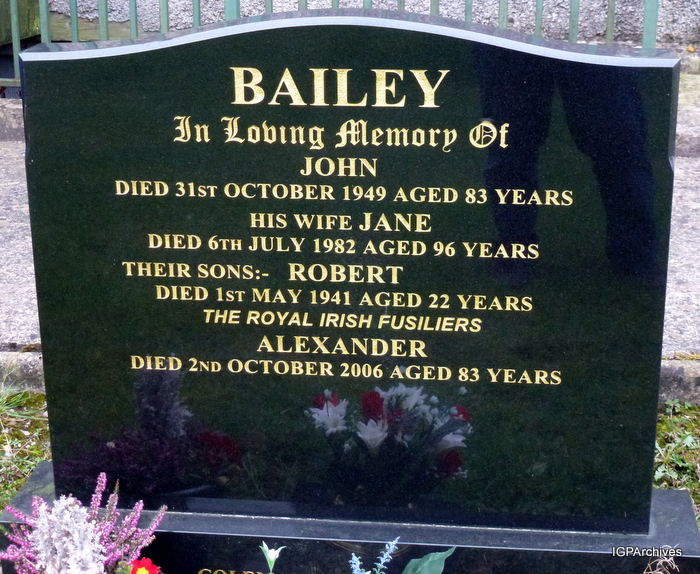 BAILEY
In Loving Memory Of
JOHN
DIED 31ST OCTOBER 1949 AGED 83 YEARS
HIS WIFE JANE
DIED 6TH JULY 1982 AGED 96 YEARS
THEIR SONS:- ROBERT
DIED 1ST MAY 1941 AGED 22 YEARS
THE ROYAL IRISH FUSILIERS
ALEXANDER
DIED 2ND OCTOBER 2006 AGED 83 YEARS
IGPArchives